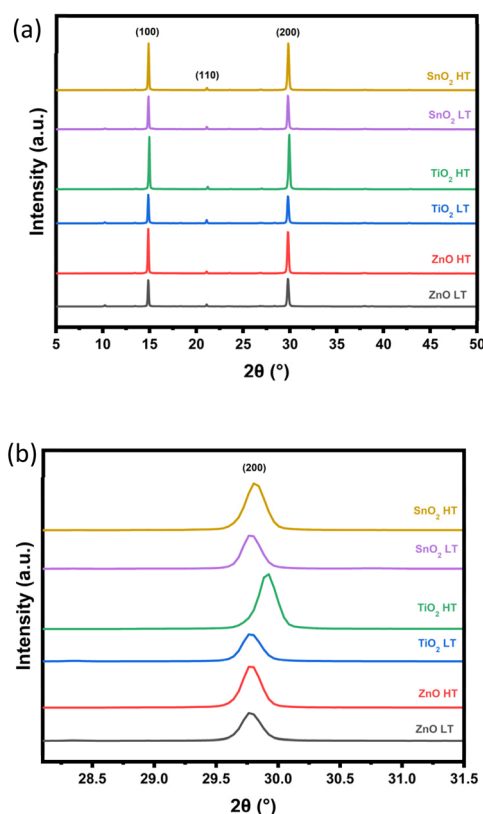 (a)
(100)
(200)
(110)
SnO₂ HT
SnO₂ LT
TiO₂ HT
TiO₂ LT
ZnO HT
ZnO LT
Intensity (a.u.)
5 10 15 20 25 30 35 40 45 50
2θ (°)
(b)
(200)
SnO₂ HT
SnO₂ LT
TiO₂ HT
TiO₂ LT
ZnO HT
ZnO LT
Intensity (a.u.)
28.5 29.0 29.5 30.0 30.5 31.0 31.5
2θ (°)